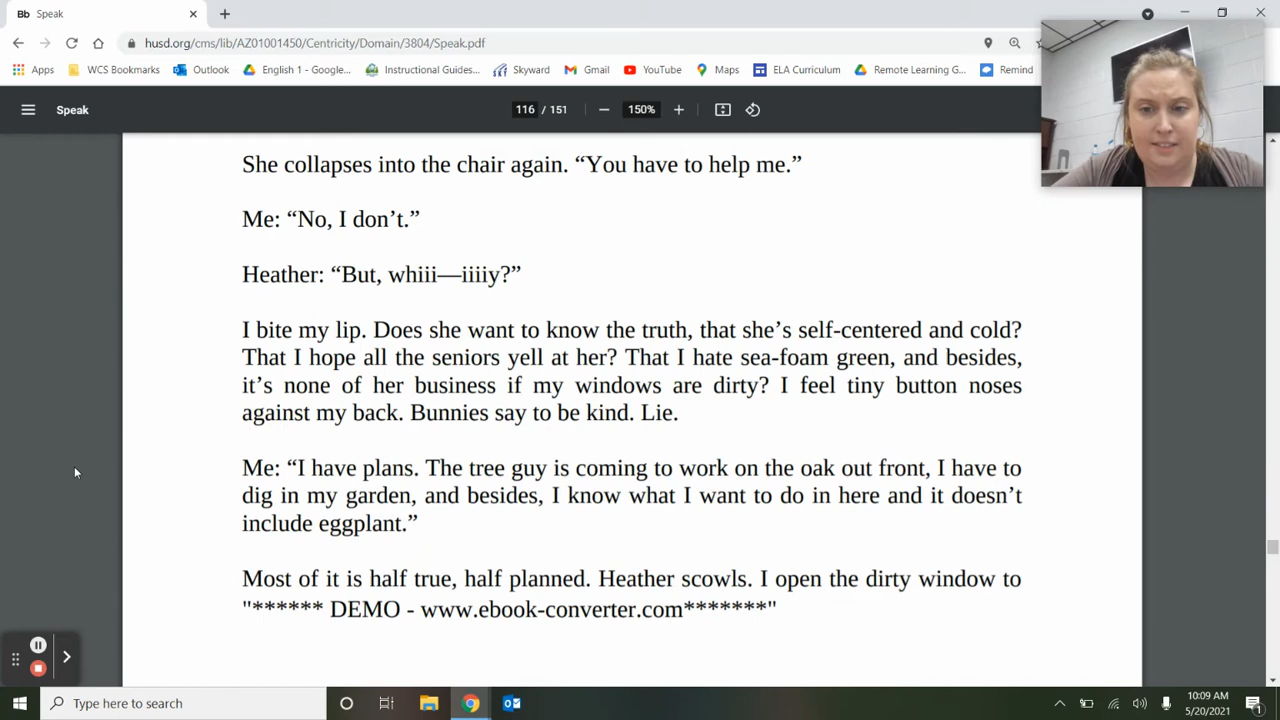 Bb Speak
husd.org/cms/lib/AZ01001450/Centricity/Domain/3804/Speak.pdf
Apps WCS Bookmarks Outlook English 1 - Google... Instructional Guides... Skyward Gmail YouTube Maps ELA Curriculum Remote Learning G... Remind
Speak 116 / 151 150%
She collapses into the chair again. “You have to help me.”
Me: “No, I don’t.”
Heather: “But, whiii—iiiiy?”
I bite my lip. Does she want to know the truth, that she’s self-centered and cold?
That I hope all the seniors yell at her? That I hate sea-foam green, and besides,
it’s none of her business if my windows are dirty? I feel tiny button noses
against my back. Bunnies say to be kind. Lie.
Me: “I have plans. The tree guy is coming to work on the oak out front, I have to
dig in my garden, and besides, I know what I want to do in here and it doesn’t
include eggplant.”
Most of it is half true, half planned. Heather scowls. I open the dirty window to
"****** DEMO - www.ebook-converter.com*******"
Type here to search
10:09 AM
5/20/2021
1